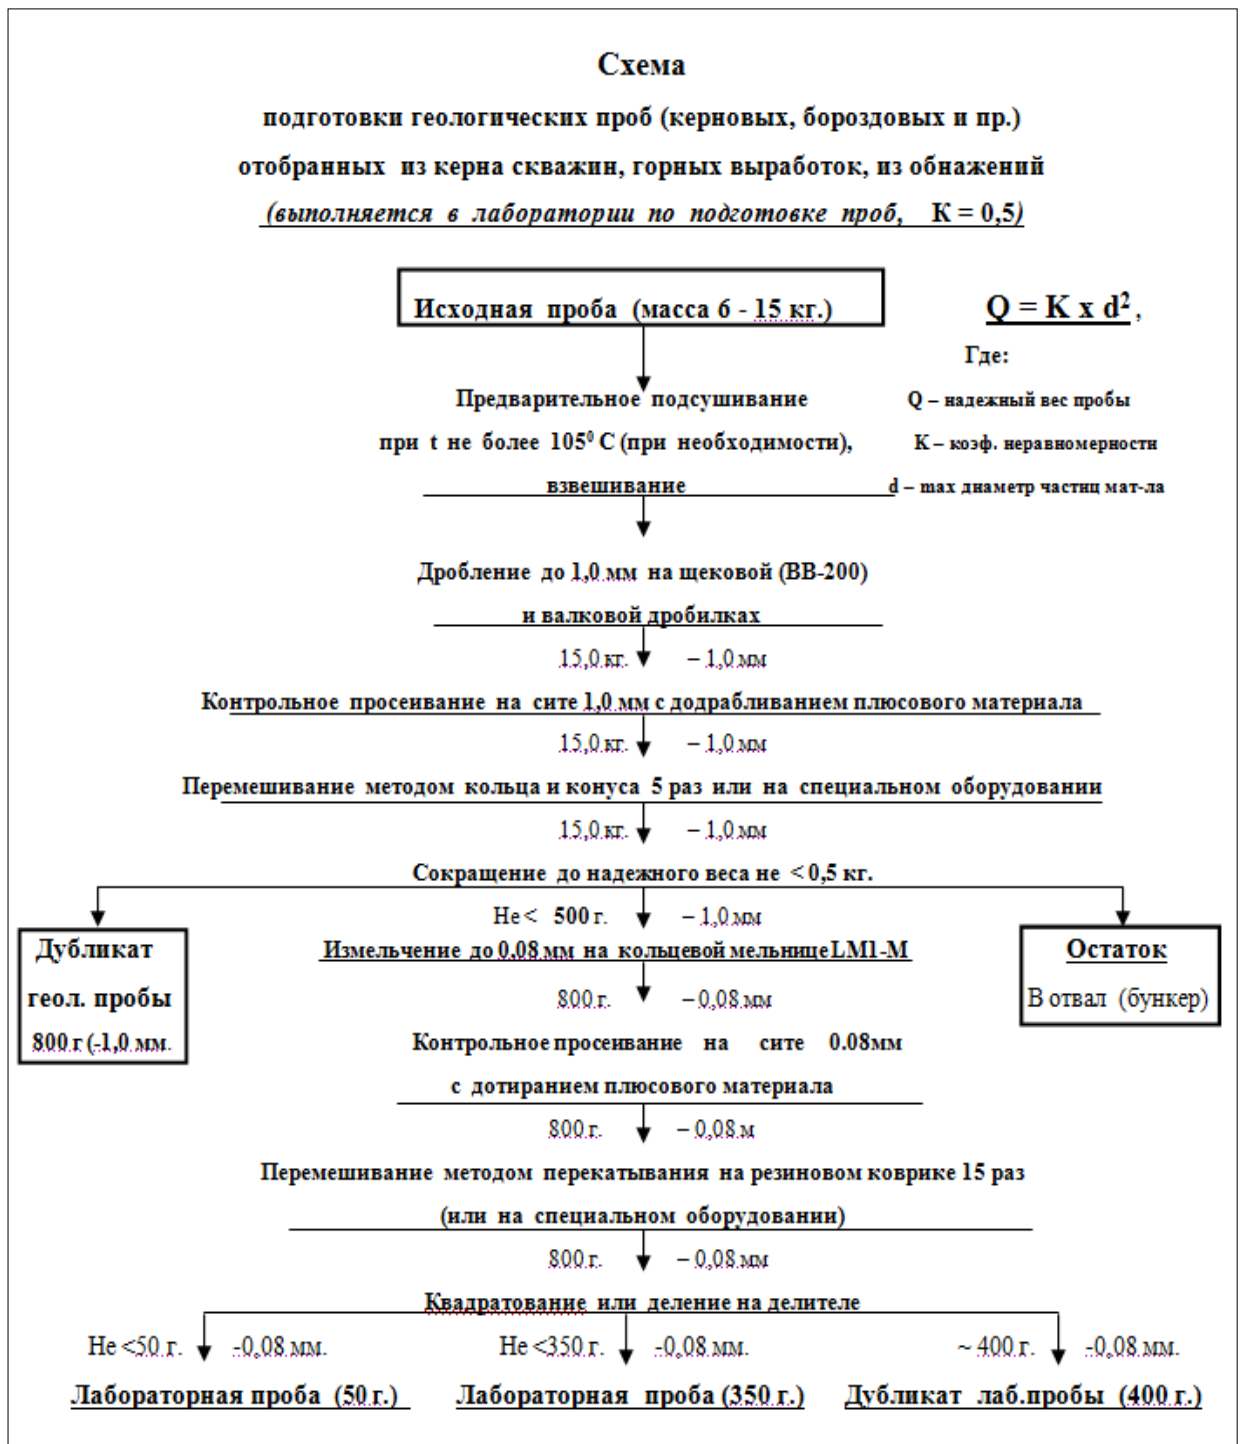 Схема
подготовки геологических проб (керновых, бороздовых и пр.)
отобранных из керна скважин, горных выработок, из обнажений
(выполняется в лаборатории по подготовке проб, К = 0,5)
Исходная проба (масса 6 - 15 кг.)
Q = K x d²,
Где:
Предварительное подсушивание
Q – надежный вес пробы
при t не более 105⁰ С (при необходимости),
К – коэф. неравномерности
взвешивание
d – max диаметр частиц мат-ла
Дробление до 1,0 мм на щековой (ВВ-200)
и валковой дробилках
15,0 кг. – 1,0 мм
Контрольное просеивание на сите 1,0 мм с додрабливанием плюсового материала
15,0 кг. – 1,0 мм
Перемешивание методом кольца и конуса 5 раз или на специальном оборудовании
15,0 кг. – 1,0 мм
Сокращение до надежного веса не < 0,5 кг.
Не < 500 г. – 1,0 мм
Дубликат
геол. пробы
800 г (-1,0 мм.
Измельчение до 0,08 мм на кольцевой мельнице LM1-M
Остаток
В отвал (бункер)
800 г. – 0,08 мм
Контрольное просеивание на сите 0.08мм
с дотиранием плюсового материала
800 г. – 0,08 м
Перемешивание методом перекатывания на резиновом коврике 15 раз
(или на специальном оборудовании)
800 г. – 0,08 мм
Квадратование или деление на делителе
Не <50 г. -0,08 мм. Не <350 г. -0,08 мм. ~ 400 г. -0,08 мм.
Лабораторная проба (50 г.) Лабораторная проба (350 г.) Дубликат лаб.пробы (400 г.)